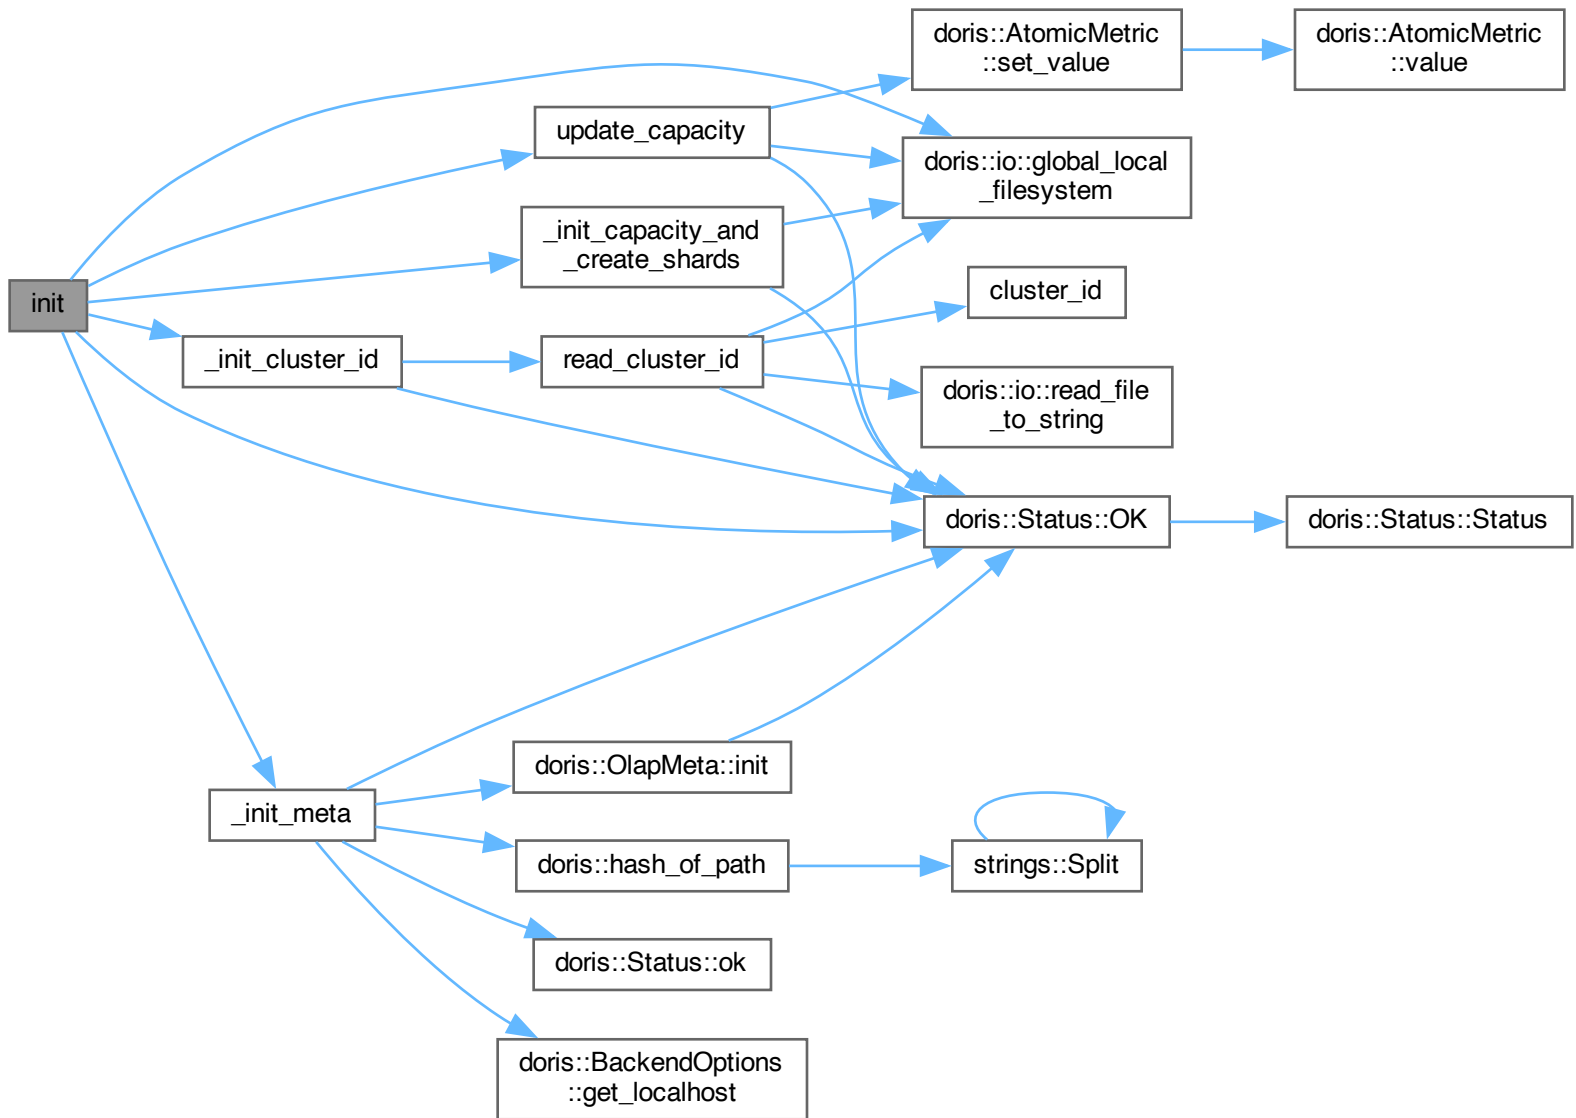 doris::AtomicMetric
::set_value
doris::AtomicMetric
::value
update_capacity
doris::io::global_local
_filesystem
_init_capacity_and
_create_shards
init
cluster_id
_init_cluster_id
read_cluster_id
doris::io::read_file
_to_string
doris::Status::OK
doris::Status::Status
doris::OlapMeta::init
_init_meta
doris::hash_of_path
strings::Split
doris::Status::ok
doris::BackendOptions
::get_localhost